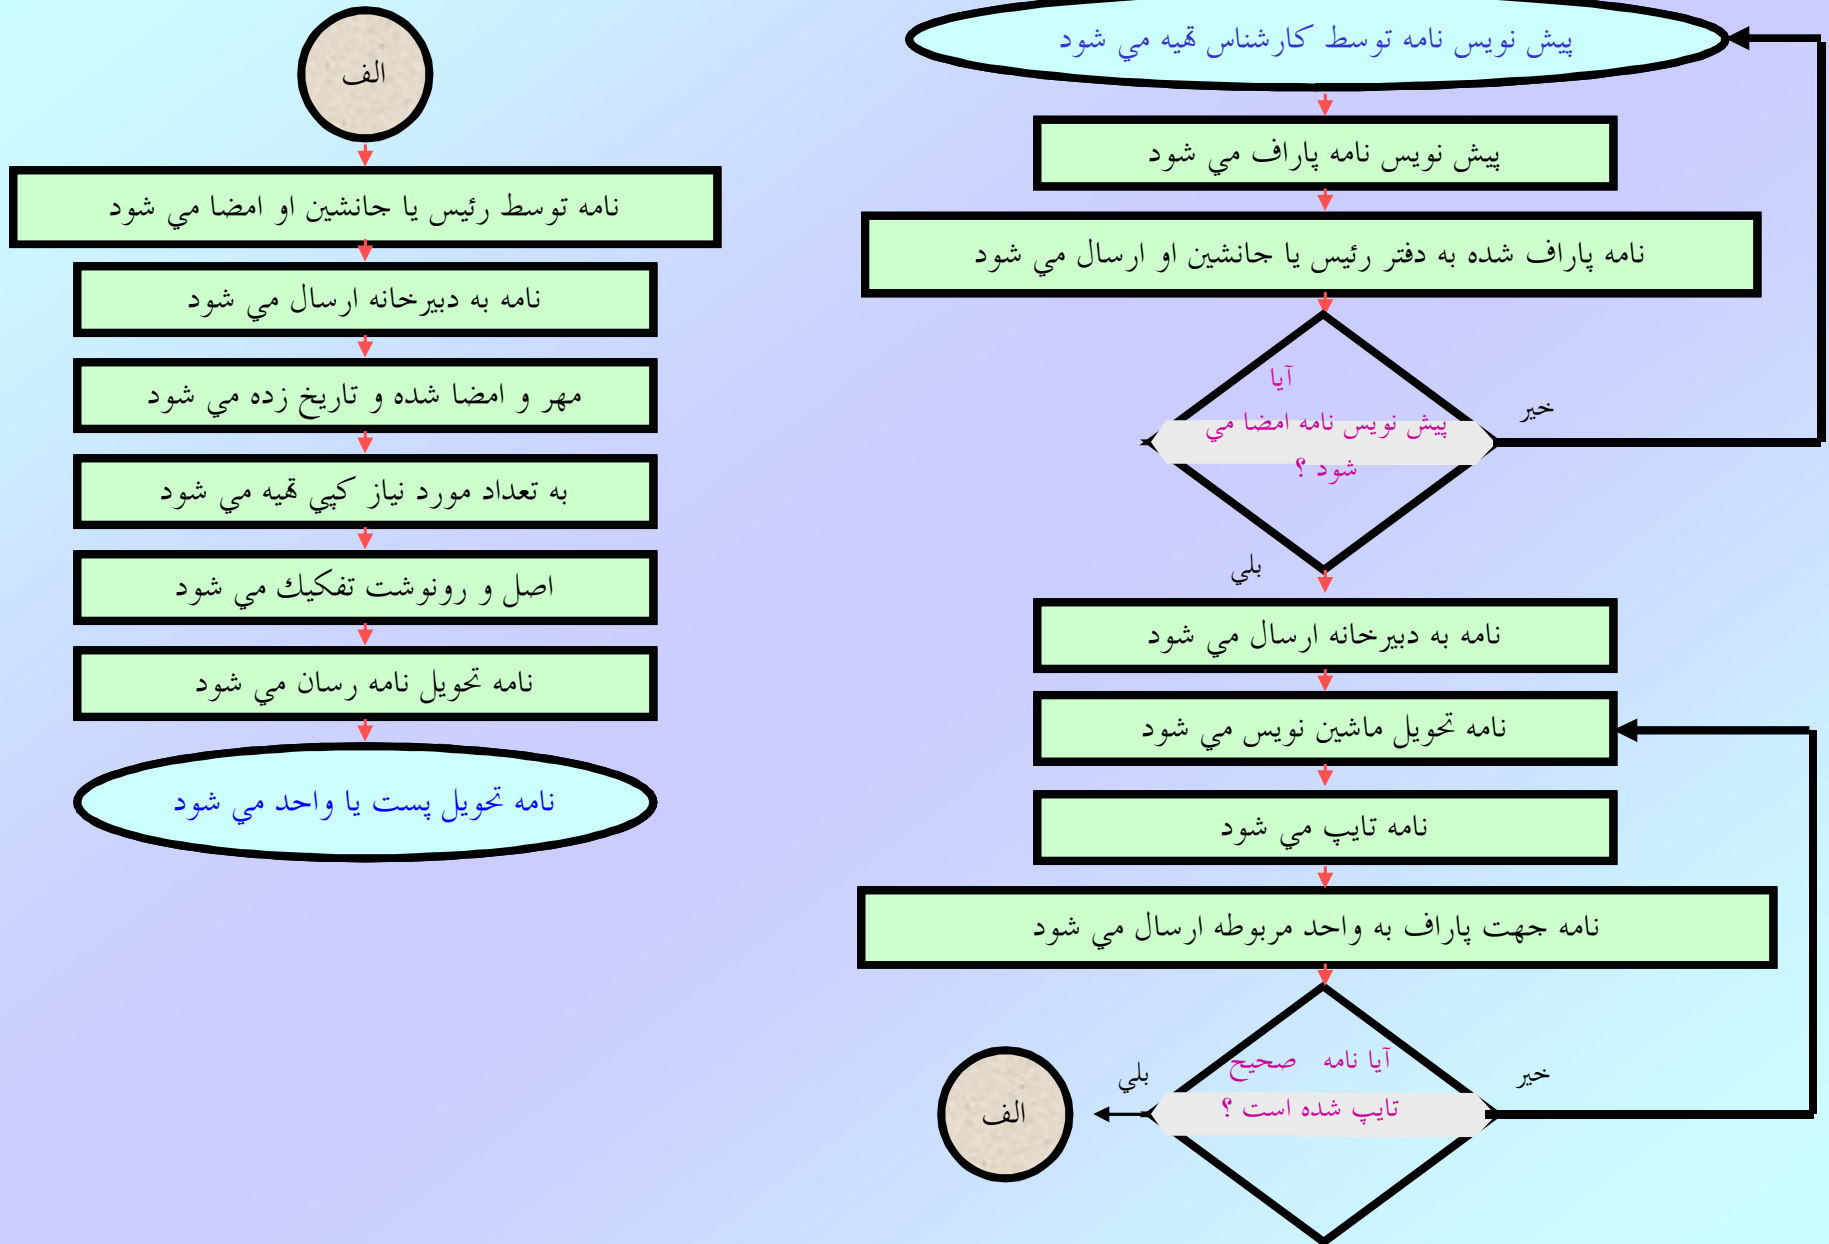 پيش نويس نامه توسط كارشناس تهيه مي شود
پيش نويس نامه پاراف مي شود
نامه پاراف شده به دفتر رئيس يا جانشين او ارسال مي شود
آيا
پيش نويس نامه امضا مي
شود ؟
خير
بلي
نامه به دبيرخانه ارسال مي شود
نامه تحويل ماشين نويس مي شود
نامه تايپ مي شود
نامه جهت پاراف به واحد مربوطه ارسال مي شود
آيا نامه صحيح
تايپ شده است ؟
خير
بلي
الف
الف
نامه توسط رئيس يا جانشين او امضا مي شود
نامه به دبيرخانه ارسال مي شود
مهر و امضا شده و تاريخ زده مي شود
به تعداد مورد نياز كپي تهيه مي شود
اصل و رونوشت تفكيك مي شود
نامه تحويل نامه رسان مي شود
نامه تحويل پست يا واحد مي شود